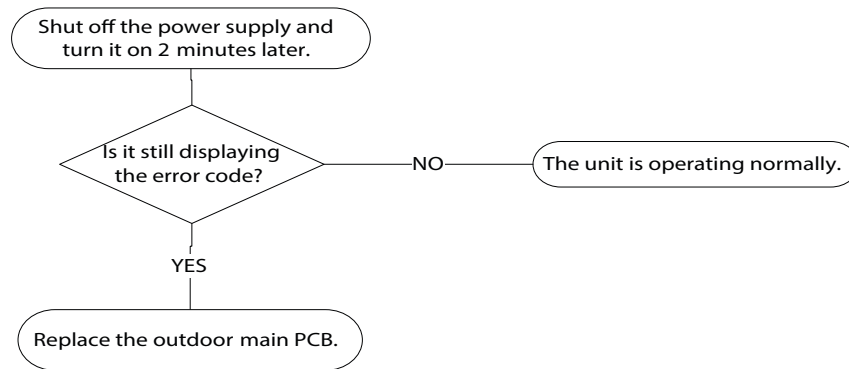 Shut off the power supply and
turn it on 2 minutes later.
Is it still displaying
the error code?
NO
The unit is operating normally.
YES
Replace the outdoor main PCB.